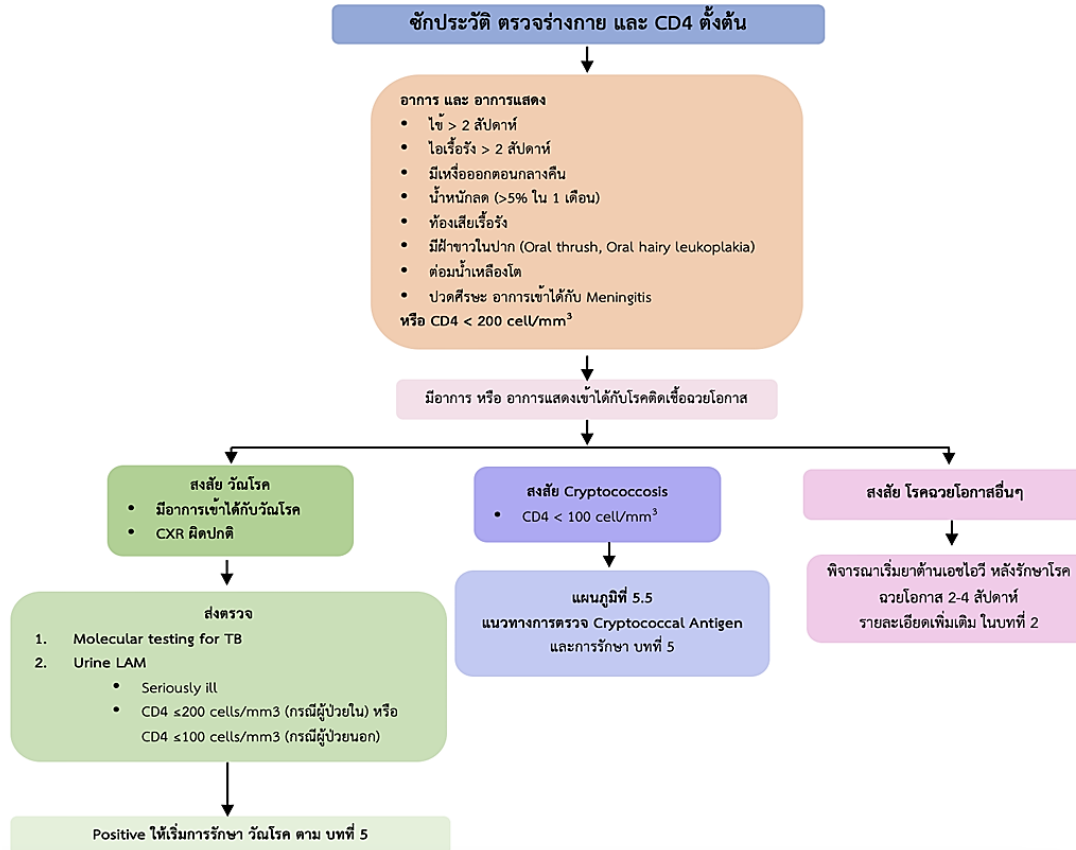 ซักประวัติ ตรวจร่างกาย และ CD4 ตั้งต้น
อาการ และ อาการแสดง
• ไข้ > 2 สัปดาห์
• ไอเรื้อรัง > 2 สัปดาห์
• มีเหงื่อออกตอนกลางคืน
• น้ำหนักลด (>5% ใน 1 เดือน)
• ท้องเสียเรื้อรัง
• มีฝ้าขาวในปาก (Oral thrush, Oral hairy leukoplakia)
• ต่อมน้ำเหลืองโต
• ปวดศีรษะ อาการเข้าได้กับ Meningitis
หรือ CD4 < 200 cell/mm³
มีอาการ หรือ อาการแสดงเข้าได้กับโรคติดเชื้อฉวยโอกาส
สงสัย วัณโรค
• มีอาการเข้าได้กับวัณโรค
• CXR ผิดปกติ
ส่งตรวจ
1. Molecular testing for TB
2. Urine LAM
• Seriously ill
• CD4 ≤200 cells/mm3 (กรณีผู้ป่วยใน) หรือ
CD4 ≤100 cells/mm3 (กรณีผู้ป่วยนอก)
Positive ให้เริ่มการรักษา วัณโรค ตาม บทที่ 5
สงสัย Cryptococcosis
• CD4 < 100 cell/mm³
แผนภูมิที่ 5.5
แนวทางการตรวจ Cryptococcal Antigen
และการรักษา บทที่ 5
สงสัย โรคฉวยโอกาสอื่นๆ
พิจารณาเริ่มยาต้านเอชไอวี หลังรักษาโรค
ฉวยโอกาส 2-4 สัปดาห์
รายละเอียดเพิ่มเติม ในบทที่ 2